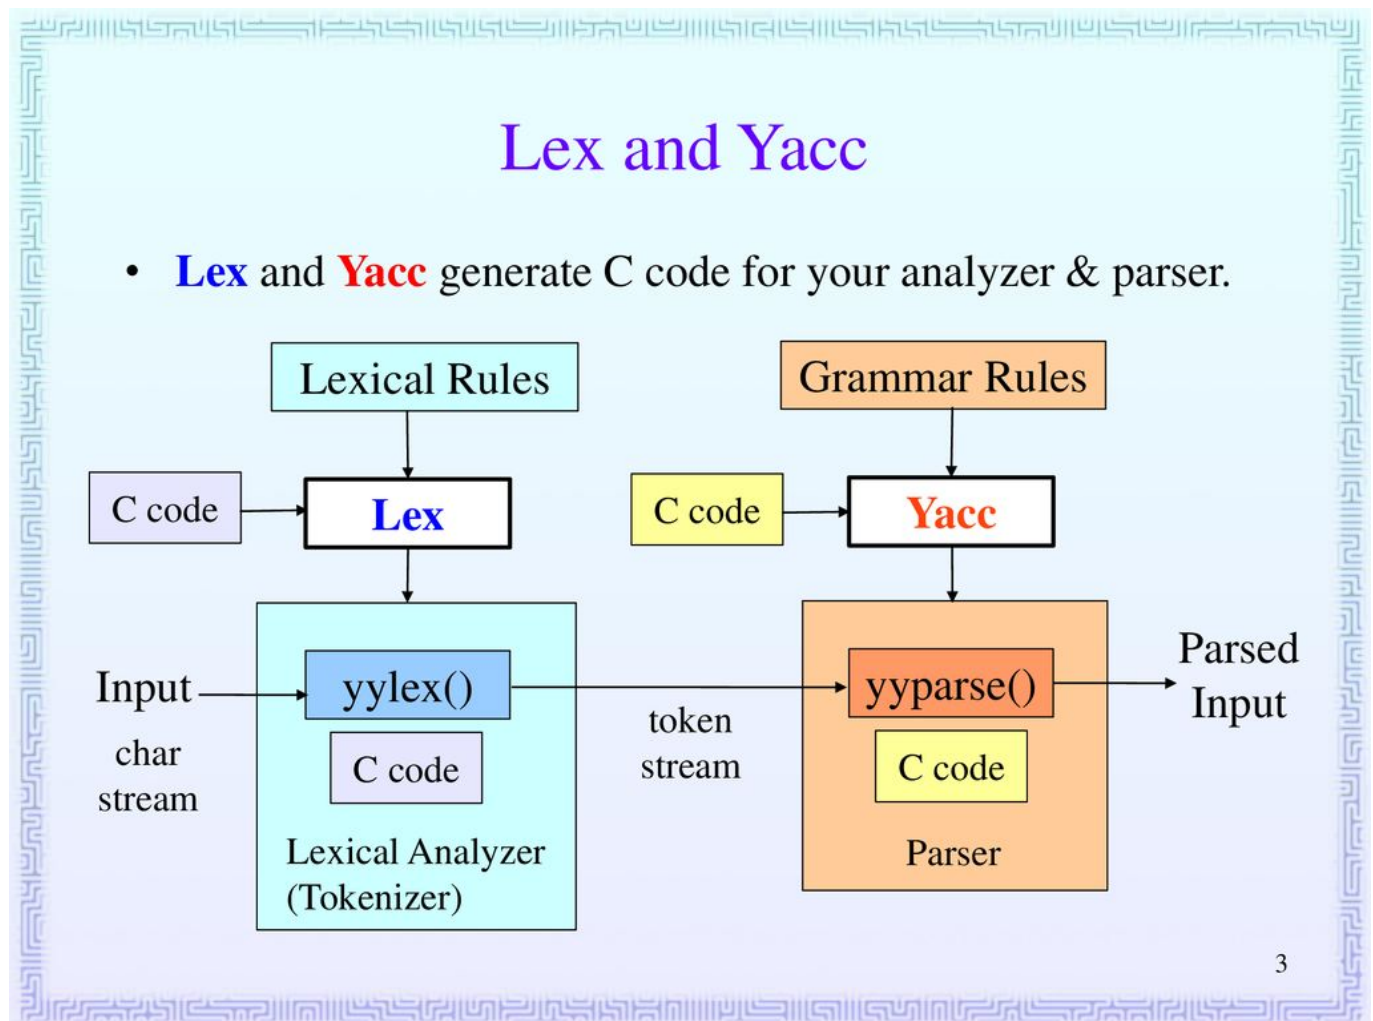 Lex and Yacc
• Lex and Yacc generate C code for your analyzer & parser.
Lexical Rules
Grammar Rules
C code
Lex
C code
Yacc
Input
char
stream
yylex()
C code
Lexical Analyzer
(Tokenizer)
token
stream
yyparse()
C code
Parser
Parsed
Input
3